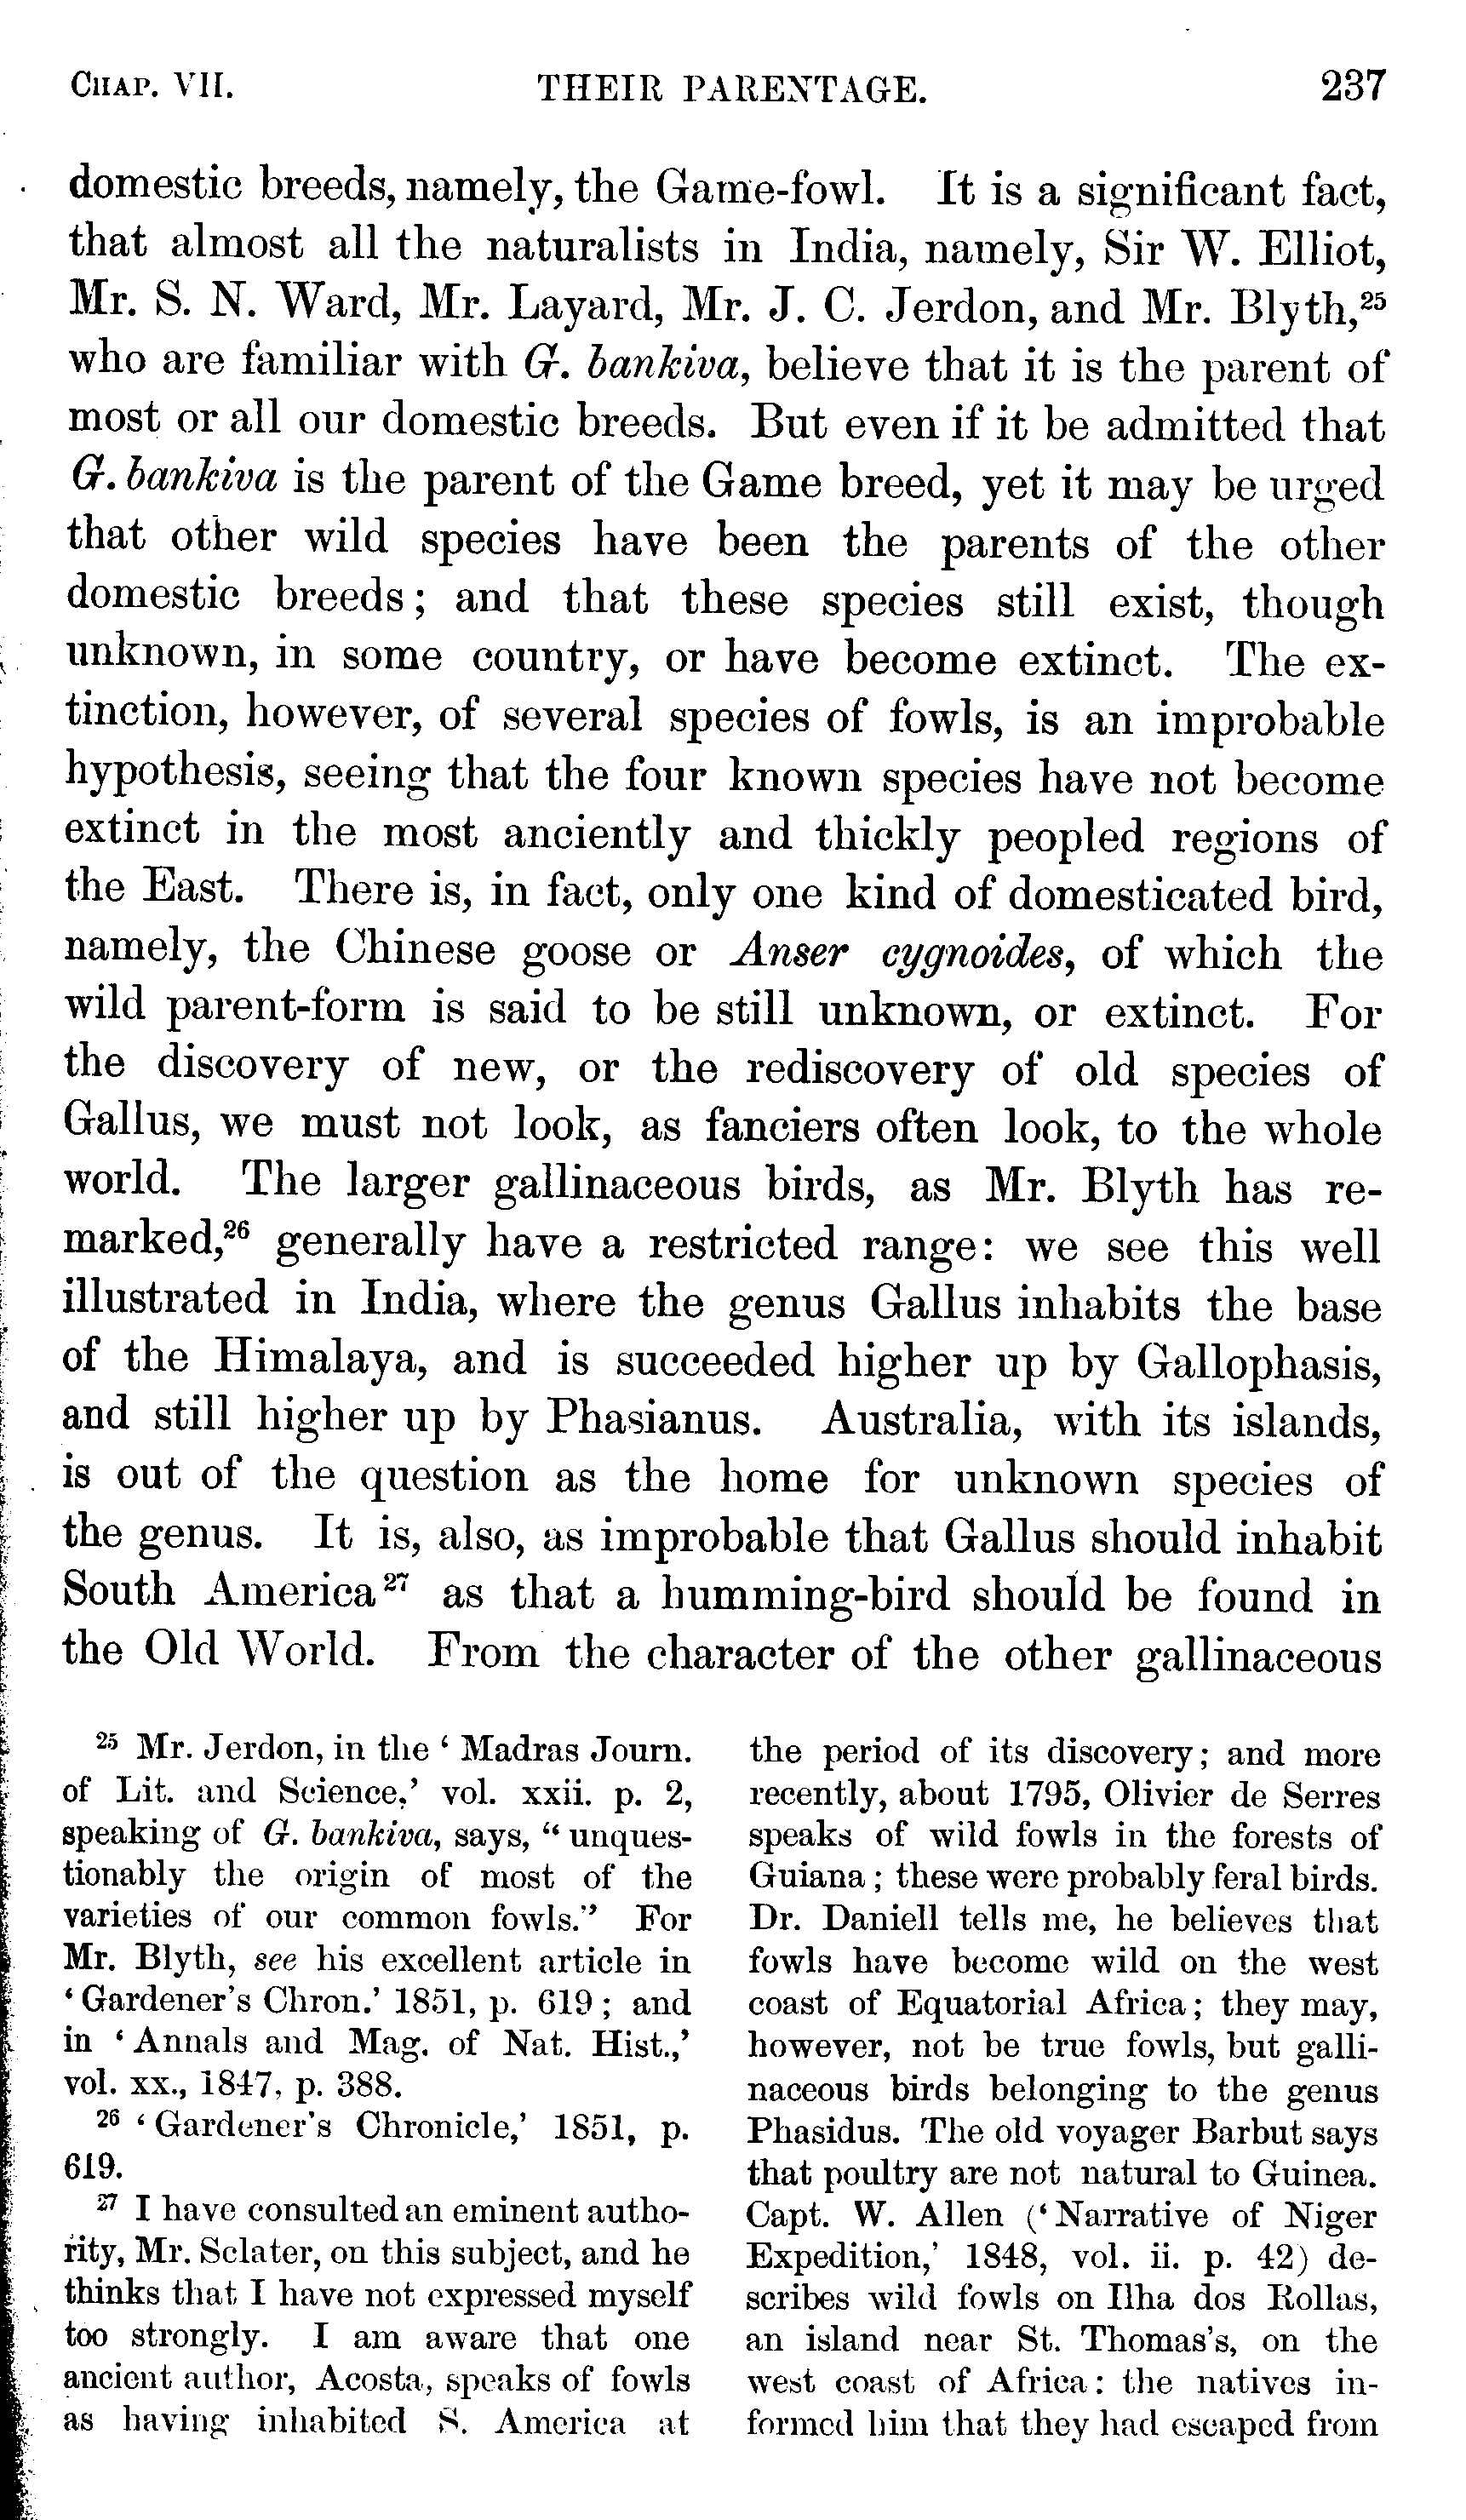 CHAP. VII. THEIR PARENTAGE. 237
domestic breeds, namely, the Game-fowl. It is a significant fact,
that almost all the naturalists in India, namely, Sir W. Elliot,
Mr. S. N. Ward, Mr. Layard, Mr. J. C. Jerdon, and Mr. Blyth,²⁵
who are familiar with G. bankiva, believe that it is the parent of
most or all our domestic breeds. But even if it be admitted that
G. bankiva is the parent of the Game breed, yet it may be urged
that other wild species have been the parents of the other
domestic breeds; and that these species still exist, though
unknown, in some country, or have become extinct. The ex-
tinction, however, of several species of fowls, is an improbable
hypothesis, seeing that the four known species have not become
extinct in the most anciently and thickly peopled regions of
the East. There is, in fact, only one kind of domesticated bird,
namely, the Chinese goose or Anser cygnoides, of which the
wild parent-form is said to be still unknown, or extinct. For
the discovery of new, or the rediscovery of old species of
Gallus, we must not look, as fanciers often look, to the whole
world. The larger gallinaceous birds, as Mr. Blyth has re-
marked,²⁶ generally have a restricted range: we see this well
illustrated in India, where the genus Gallus inhabits the base
of the Himalaya, and is succeeded higher up by Gallophasis,
and still higher up by Phasianus. Australia, with its islands,
is out of the question as the home for unknown species of
the genus. It is, also, as improbable that Gallus should inhabit
South America²⁷ as that a humming-bird should be found in
the Old World. From the character of the other gallinaceous
²⁵ Mr. Jerdon, in the ‘Madras Journ.
of Lit. and Science,’ vol. xxii. p. 2,
speaking of G. bankiva, says, “unques-
tionably the origin of most of the
varieties of our common fowls.” For
Mr. Blyth, see his excellent article in
‘Gardener's Chron.’ 1851, p. 619; and
in ‘Annals and Mag. of Nat. Hist.,’
vol. xx., 1847, p. 388.
²⁶ ‘Gardener's Chronicle,’ 1851, p.
619.
²⁷ I have consulted an eminent autho-
rity, Mr. Sclater, on this subject, and he
thinks that I have not expressed myself
too strongly. I am aware that one
ancient author, Acosta, speaks of fowls
as having inhabited S. America at
the period of its discovery; and more
recently, about 1795, Olivier de Serres
speaks of wild fowls in the forests of
Guiana; these were probably feral birds.
Dr. Daniell tells me, he believes that
fowls have become wild on the west
coast of Equatorial Africa; they may,
however, not be true fowls, but galli-
naceous birds belonging to the genus
Phasidus. The old voyager Barbut says
that poultry are not natural to Guinea.
Capt. W. Allen (‘Narrative of Niger
Expedition,’ 1848, vol. ii. p. 42) de-
scribes wild fowls on Ilha dos Rollas,
an island near St. Thomas's, on the
west coast of Africa: the natives in-
formed him that they had escaped from